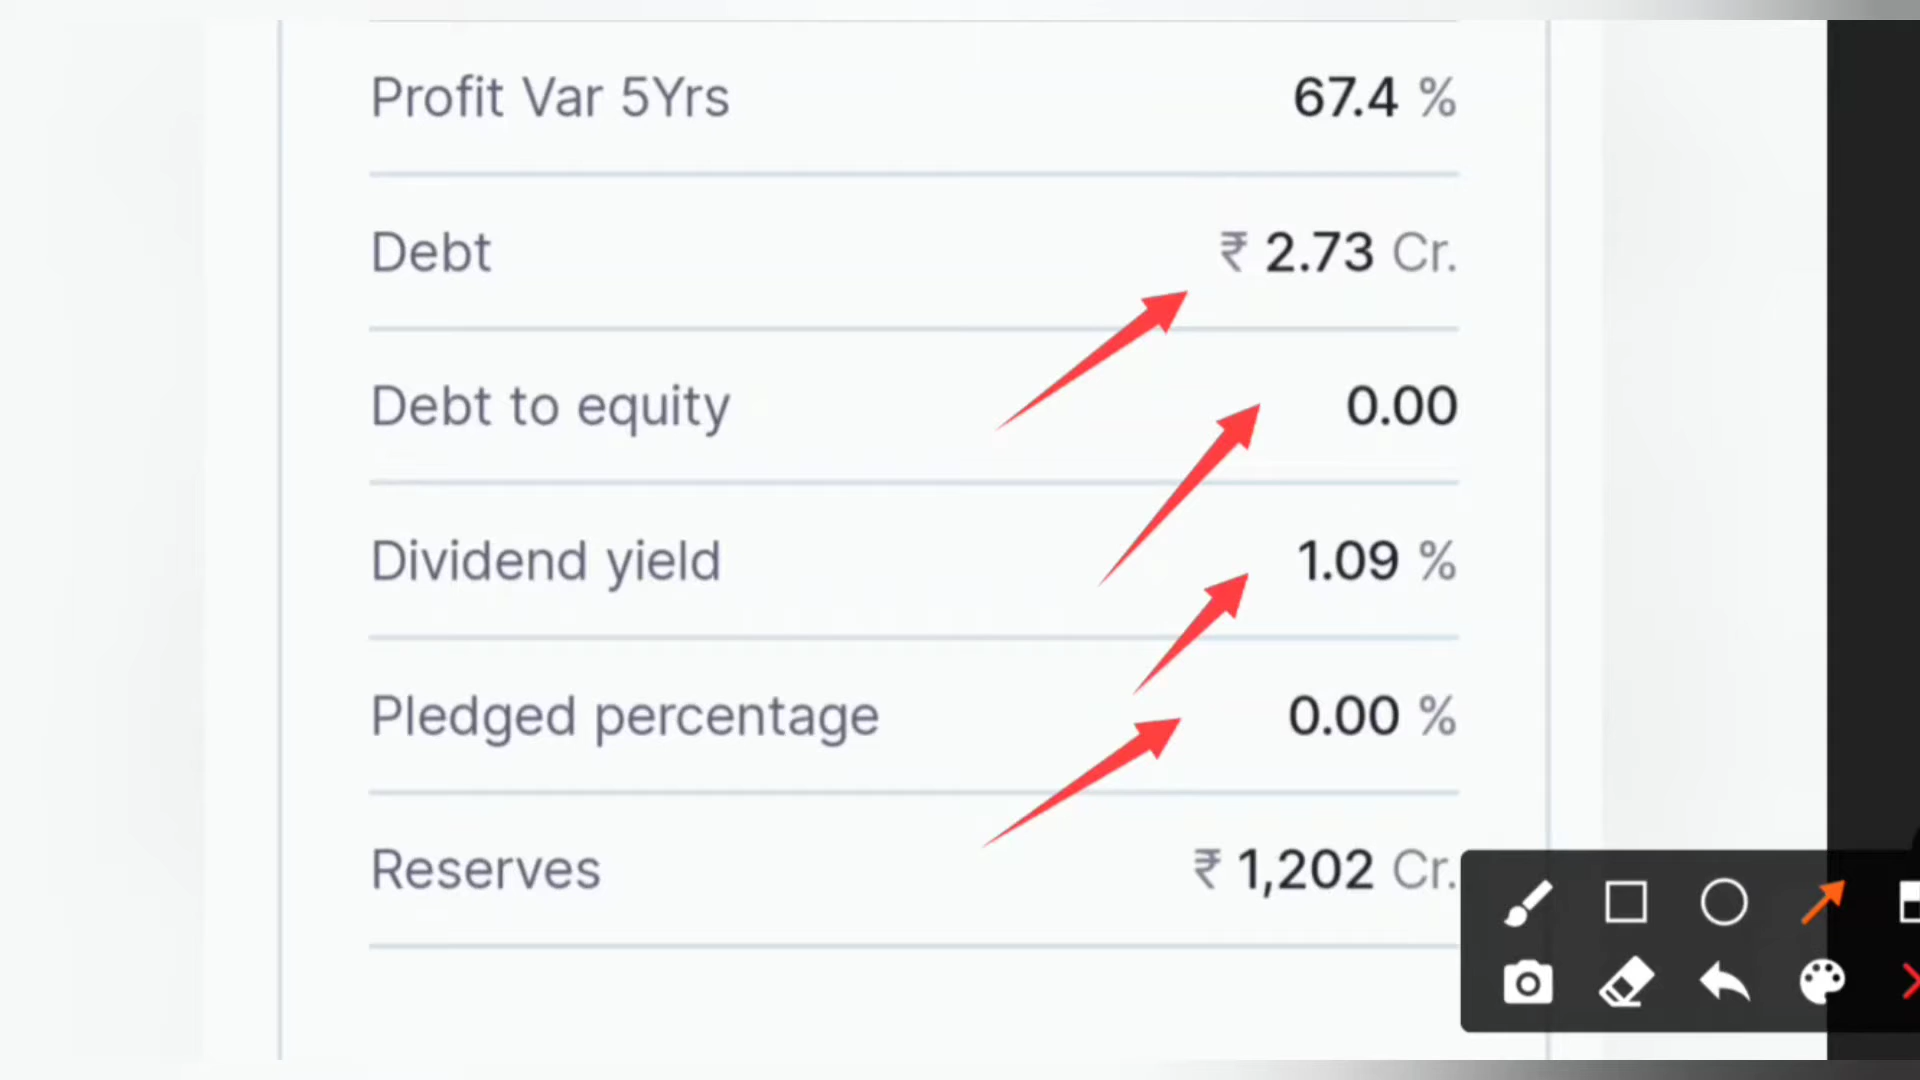 Profit Var 5Yrs 67.4 %
Debt ₹ 2.73 Cr.
Debt to equity 0.00
Dividend yield 1.09 %
Pledged percentage 0.00 %
Reserves ₹ 1,202 Cr.